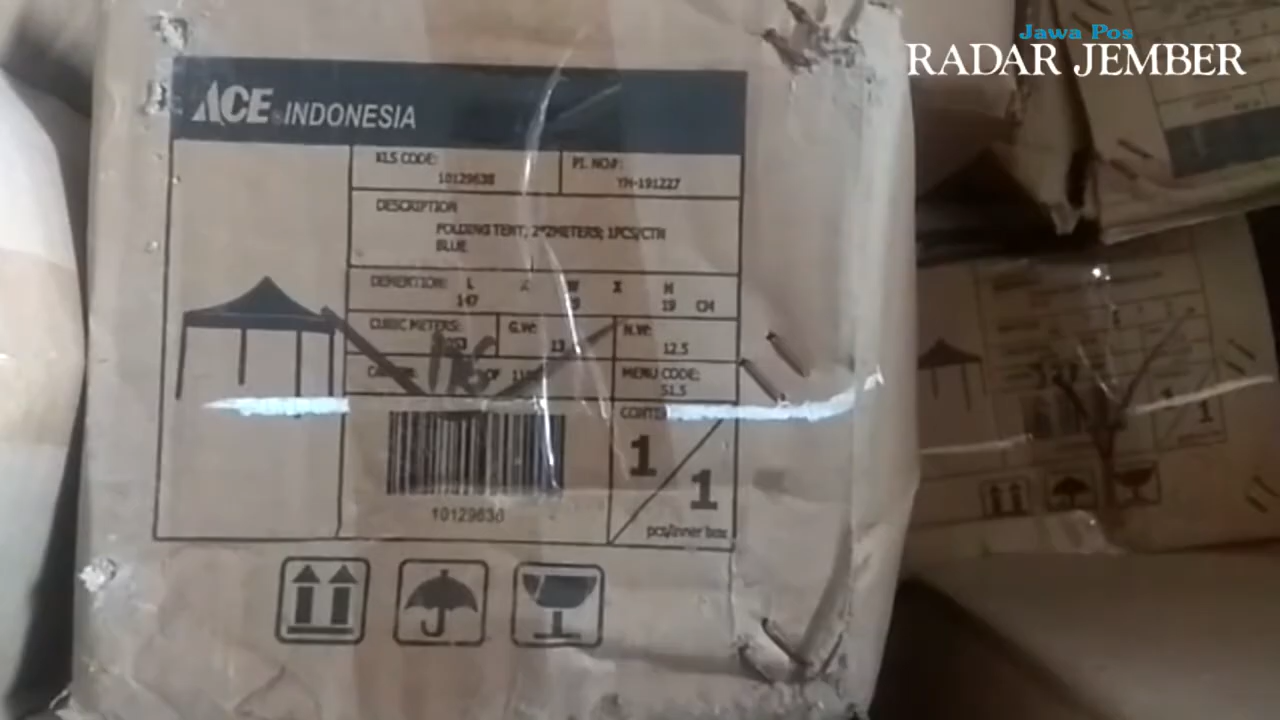 Jawa Pos
RADAR JEMBER
ACE INDONESIA
KLS CODE:
10129638
PI. NO#:
YH-191227
DESCRIPTION
FOLDING TENT, 2*2METERS; 1PCS/CTN
BLUE
DEMENTION: L X W X H
147 19 CM
CUBIC METERS:
G.W:
13
N.W:
12.5
MENU CODE:
51.5
1
1
pcs/inner box
10129638